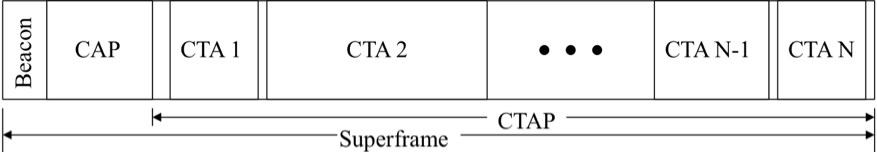 Beacon
CAP
CTA 1
CTA 2
• • •
CTA N-1
CTA N
CTAP
Superframe